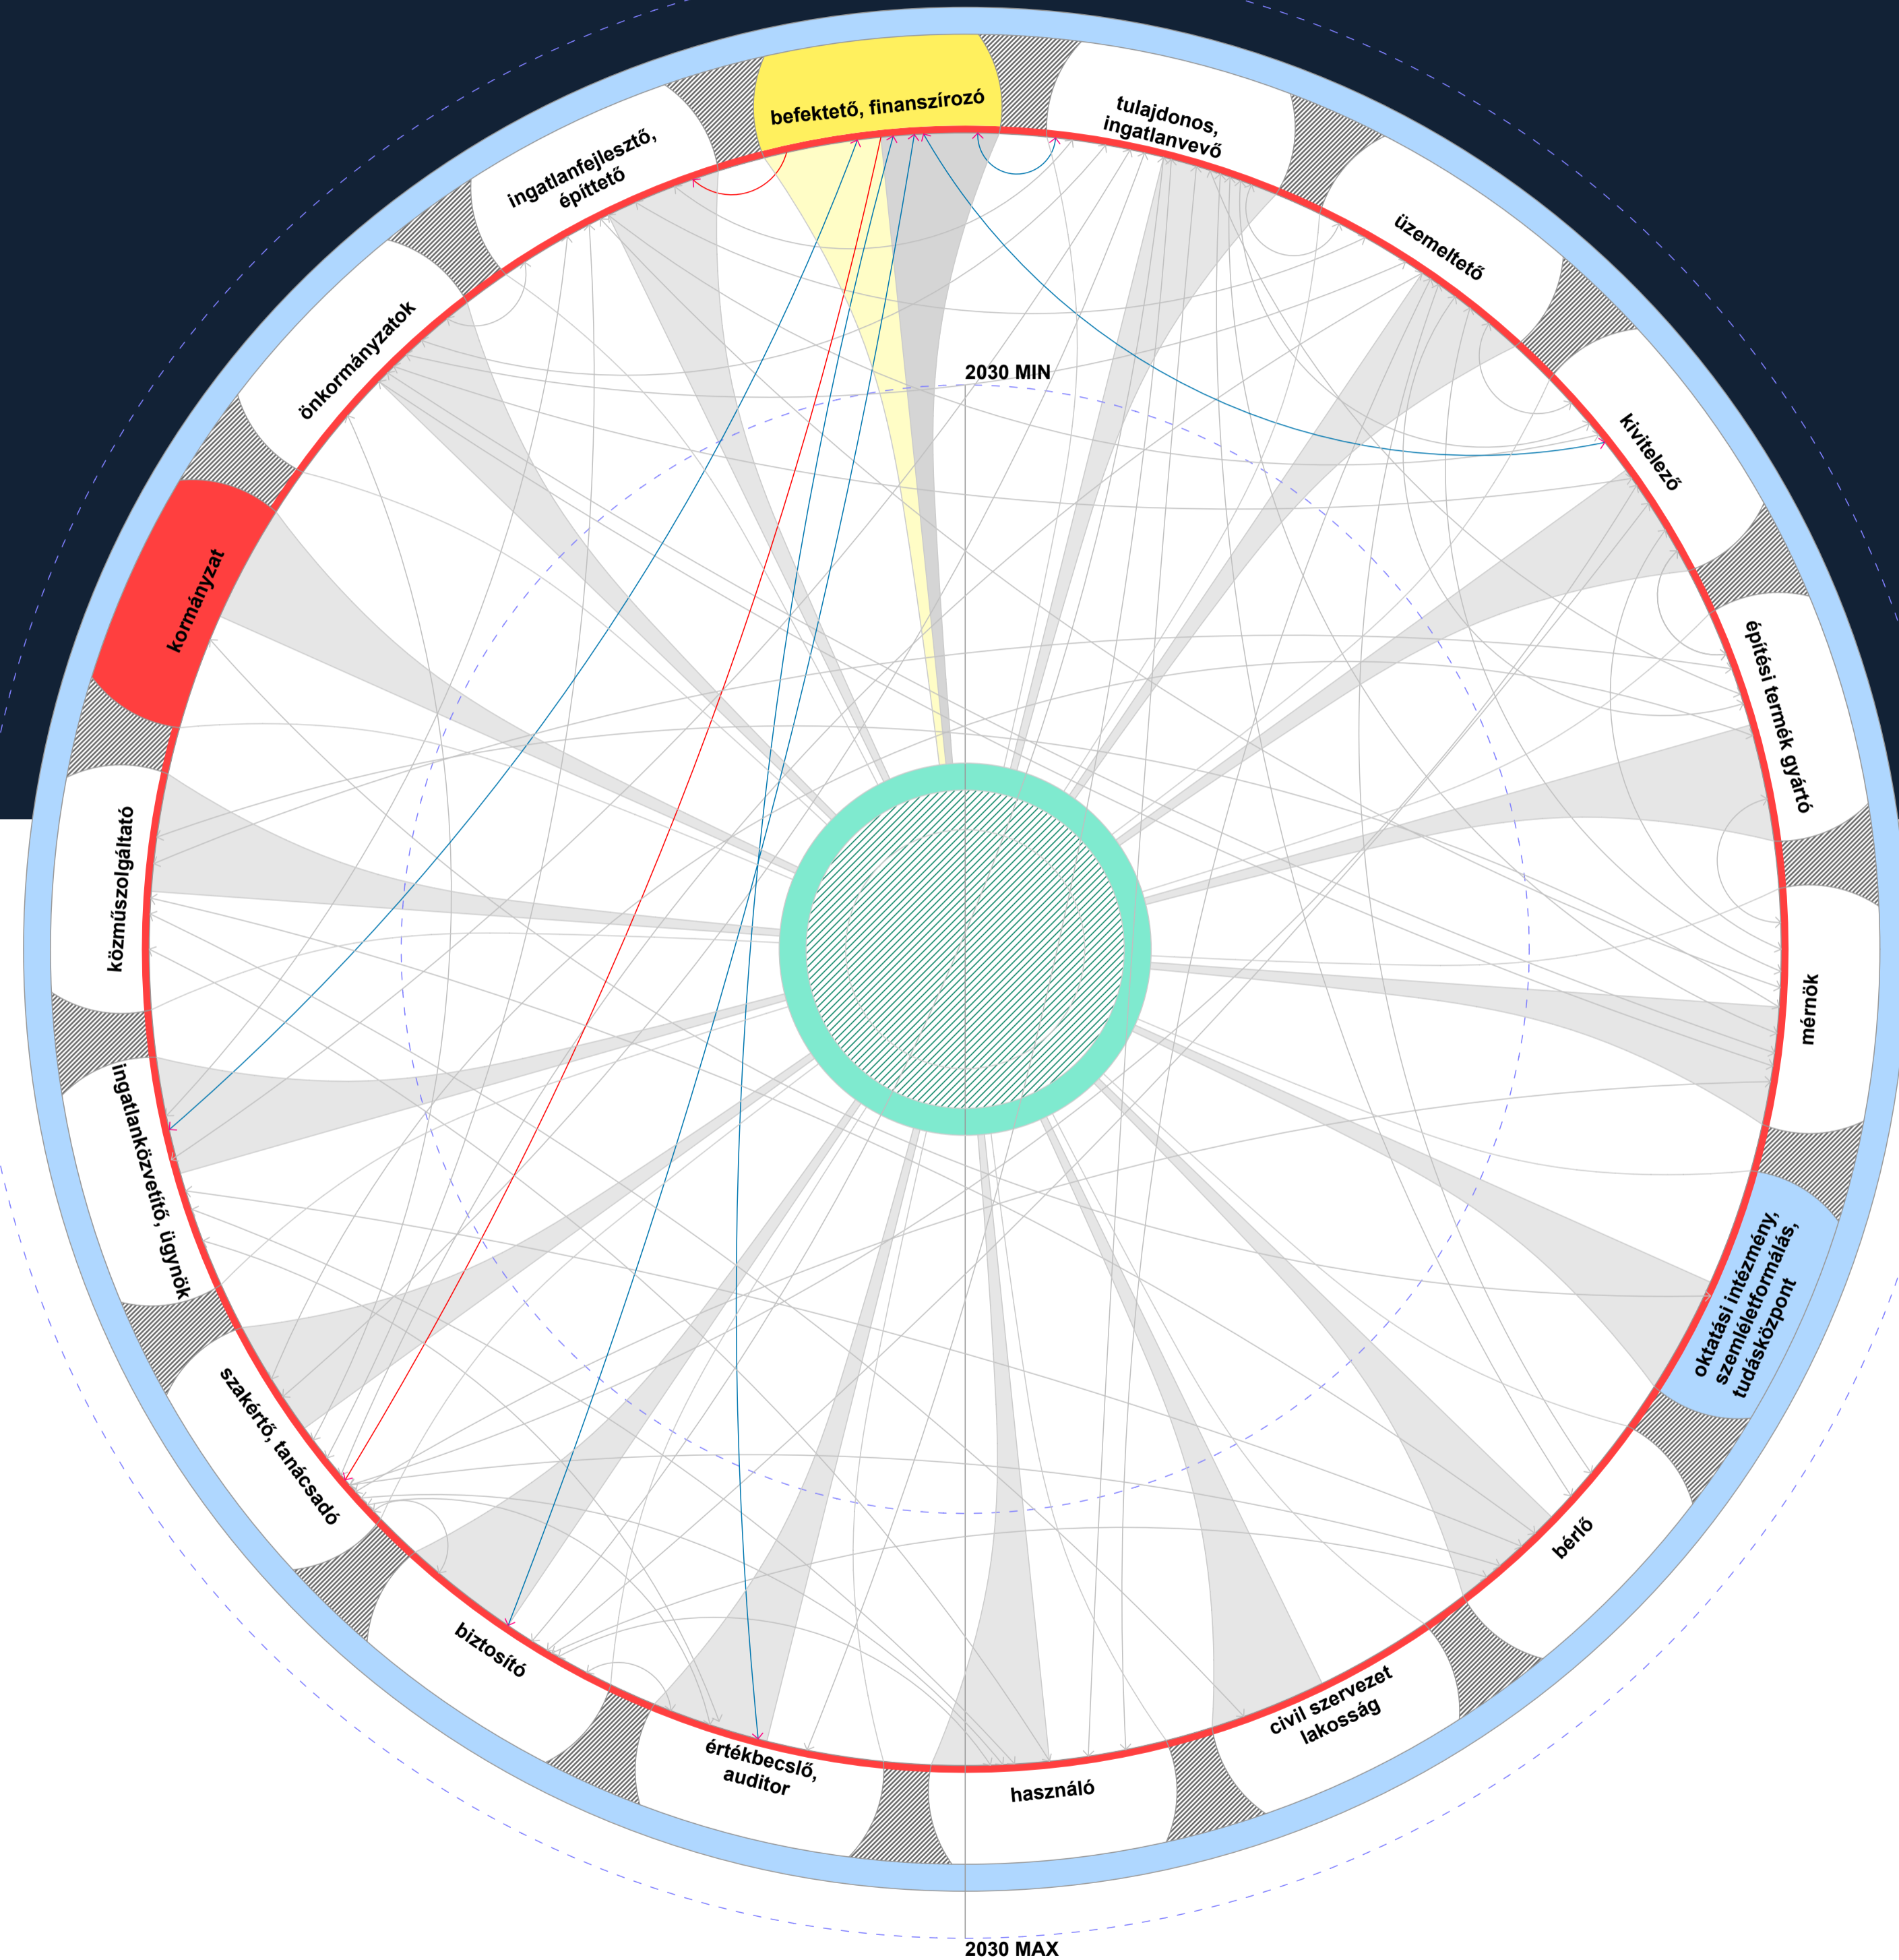 befektető, finanszírozó
tulajdonos,
ingatlanvevő
üzemeltető
kivitelező
építési termék gyártó
mérnök
oktatási intézmény,
szemléletformálás,
tudásközpont
bérlő
civil szervezet
lakosság
használó
értékbecslő,
auditor
biztosító
szakértő, tanácsadó
ingatlanközvetítő, ügynök
közműszolgáltató
kormányzat
önkormányzatok
ingatlanfejlesztő,
építtető
2030 MIN
2030 MAX